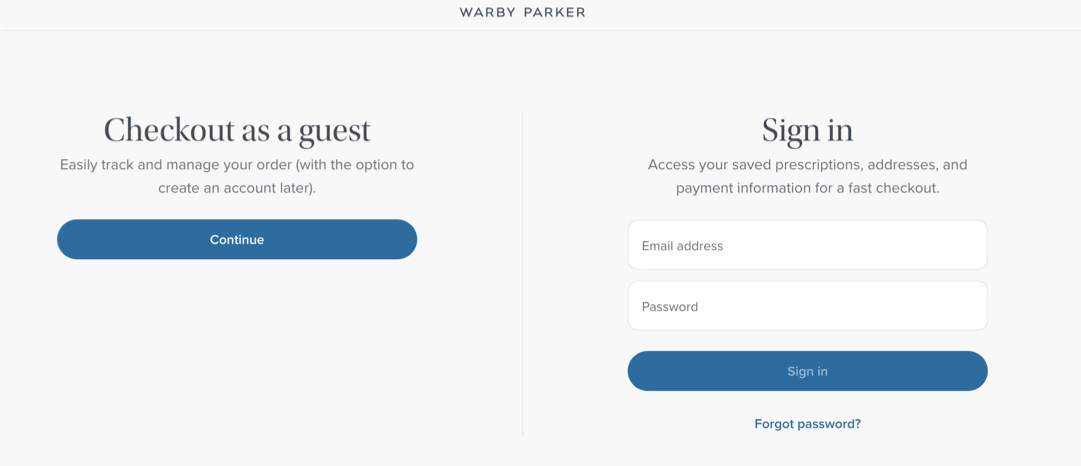 WARBY PARKER
Checkout as a guest
Easily track and manage your order (with the option to
create an account later).
Continue
Sign in
Access your saved prescriptions, addresses, and
payment information for a fast checkout.
Email address
Password
Sign in
Forgot password?